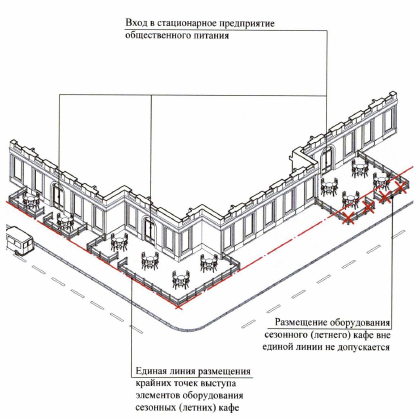 Вход в стационарное предприятие
общественного питания
Размещение оборудования
сезонного (летнего) кафе вне
единой линии не допускается
Единая линия размещения
крайних точек выступа
элементов оборудования
сезонных (летних) кафе